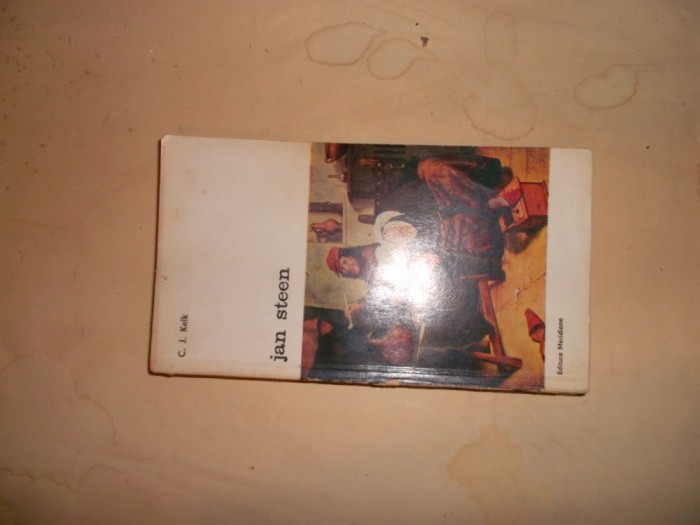 C. J. Kelk
jan steen
Editura Meridiane